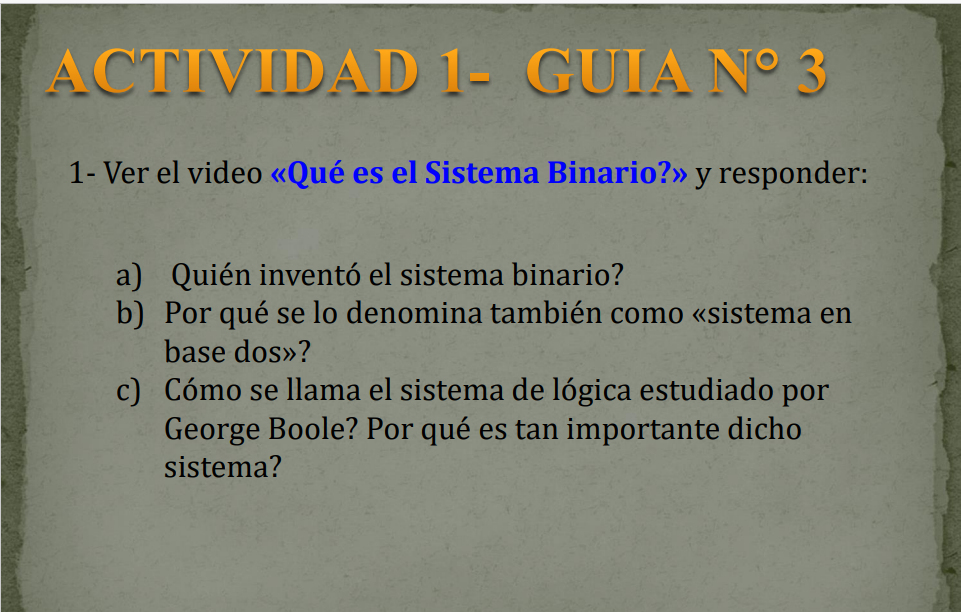 ACTIVIDAD 1- GUIA N° 3
1- Ver el video «Qué es el Sistema Binario?» y responder:
a) Quién inventó el sistema binario?
b) Por qué se lo denomina también como «sistema en
base dos»?
c) Cómo se llama el sistema de lógica estudiado por
George Boole? Por qué es tan importante dicho
sistema?